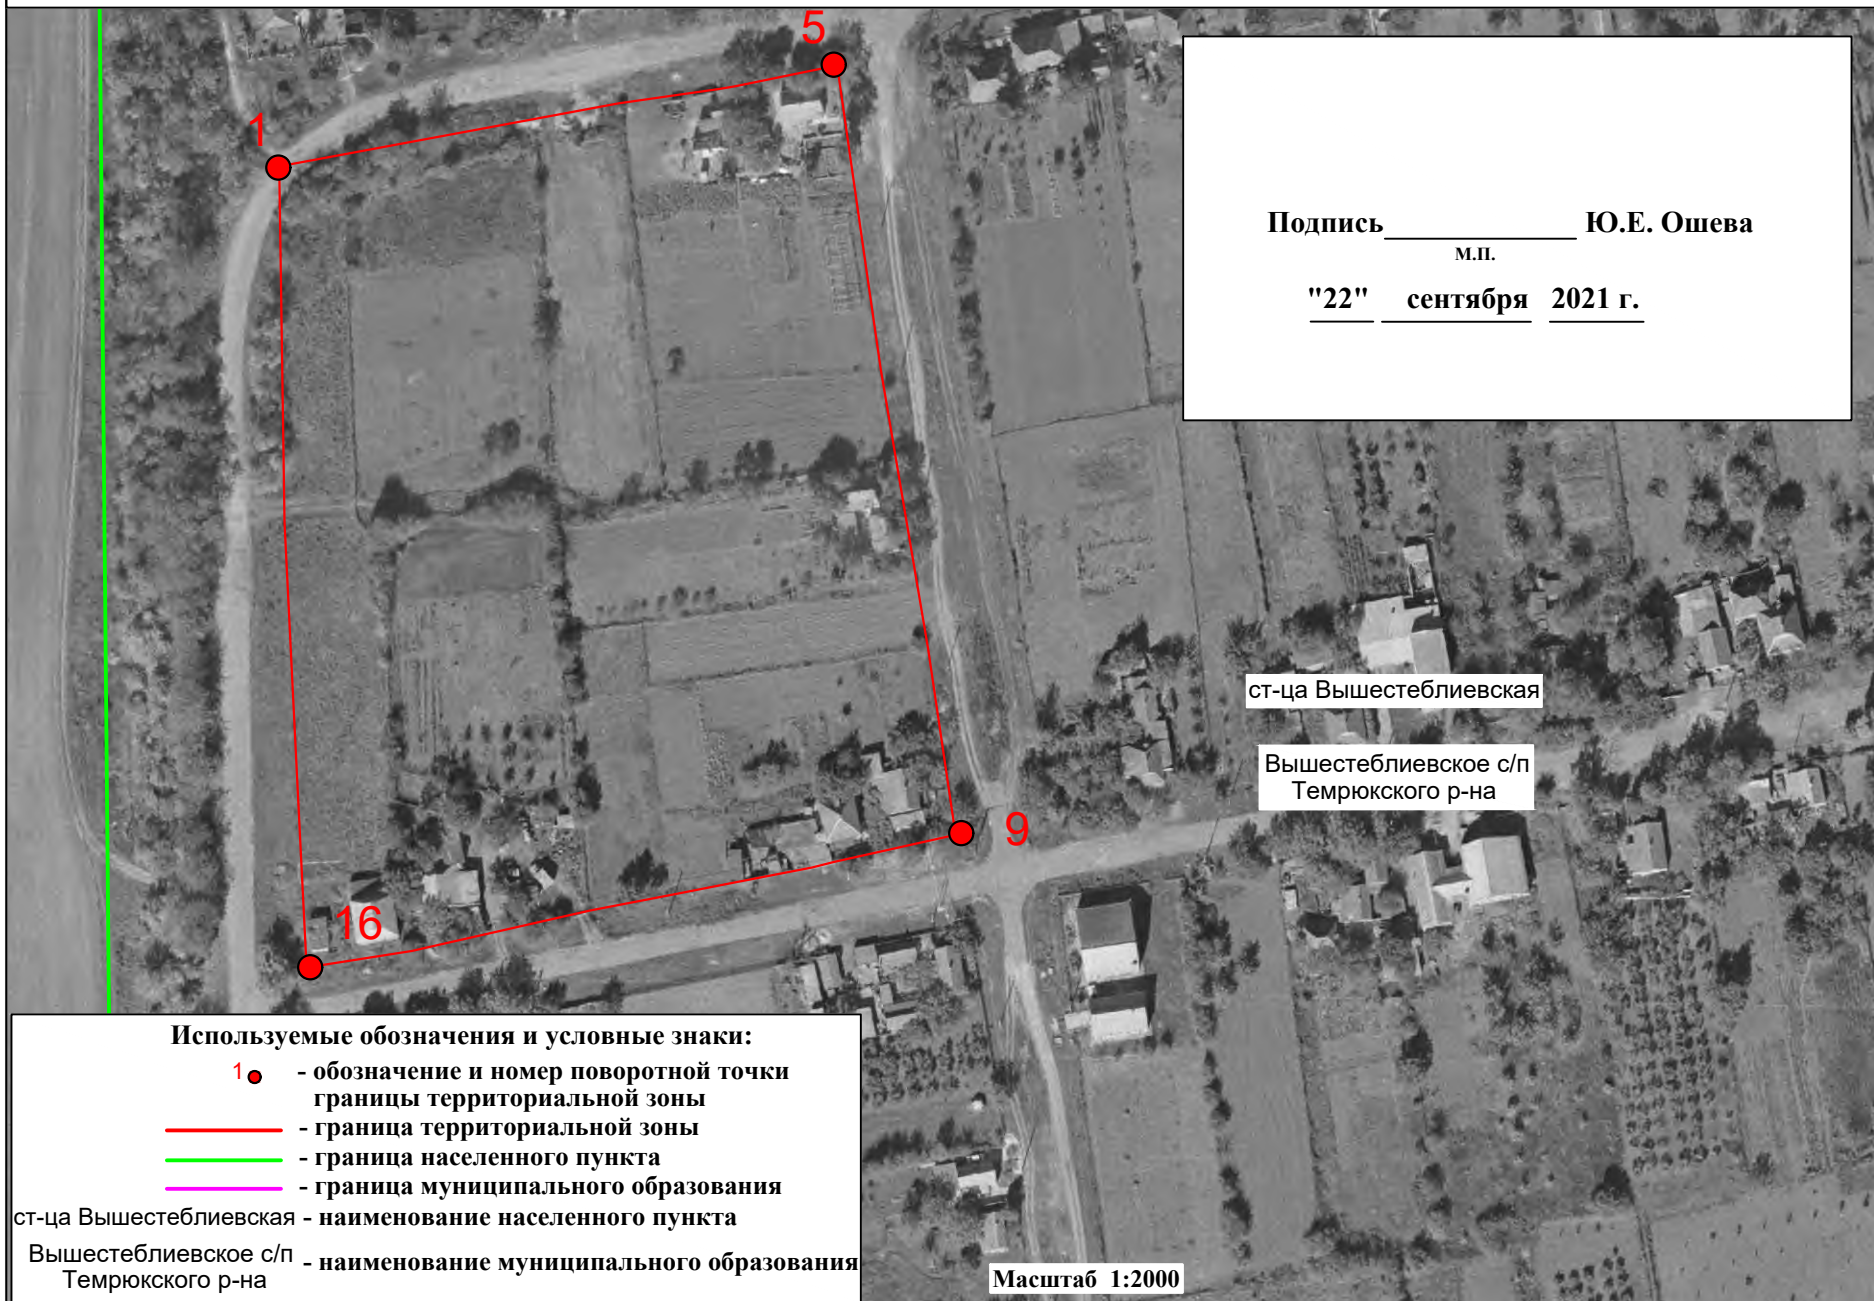 5
1
Подпись____________ Ю.Е. Ошева
М.П.
"22" сентября 2021 г.
ст-ца Вышестеблиевская
Вышестеблиевское с/п
Темрюкского р-на
9
16
Используемые обозначения и условные знаки:
1 - обозначение и номер поворотной точки
границы территориальной зоны
- граница территориальной зоны
- граница населенного пункта
- граница муниципального образования
ст-ца Вышестеблиевская - наименование населенного пункта
Вышестеблиевское с/п
Темрюкского р-на - наименование муниципального образования
Масштаб 1:2000